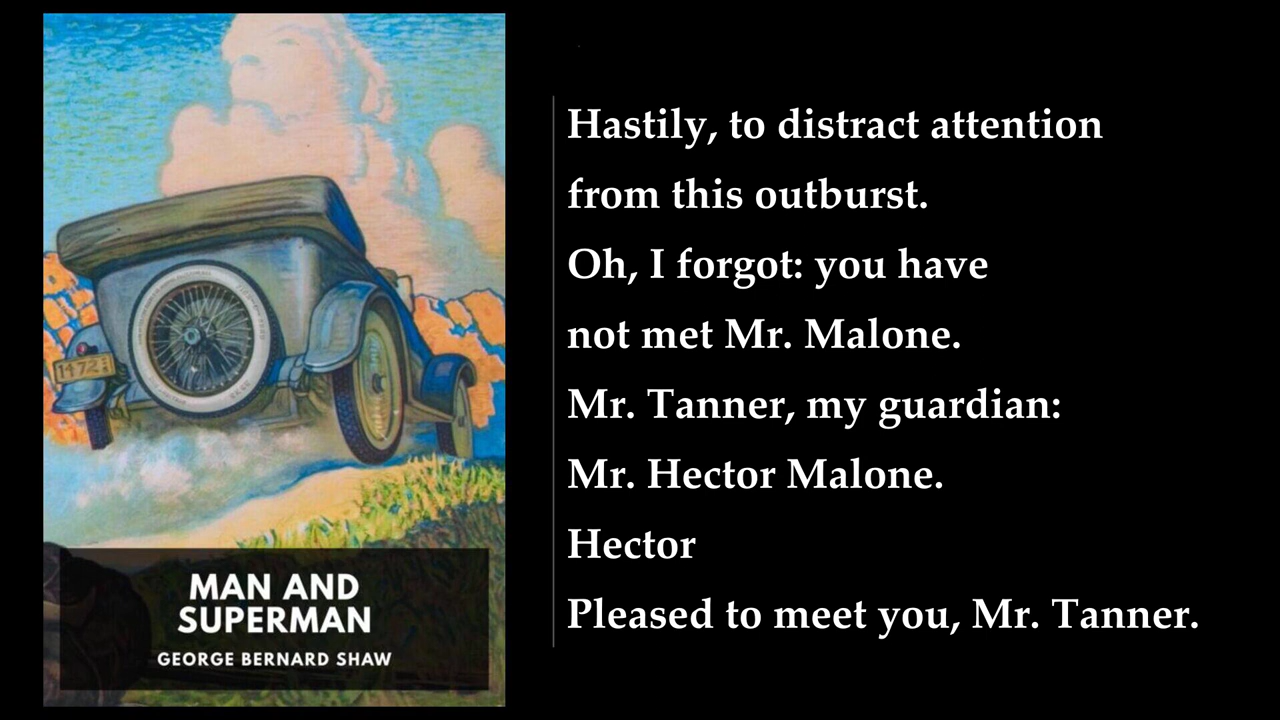 Hastily, to distract attention
from this outburst.
Oh, I forgot: you have
not met Mr. Malone.
Mr. Tanner, my guardian:
Mr. Hector Malone.
Hector
Pleased to meet you, Mr. Tanner.
1472
MAN AND
SUPERMAN
GEORGE BERNARD SHAW